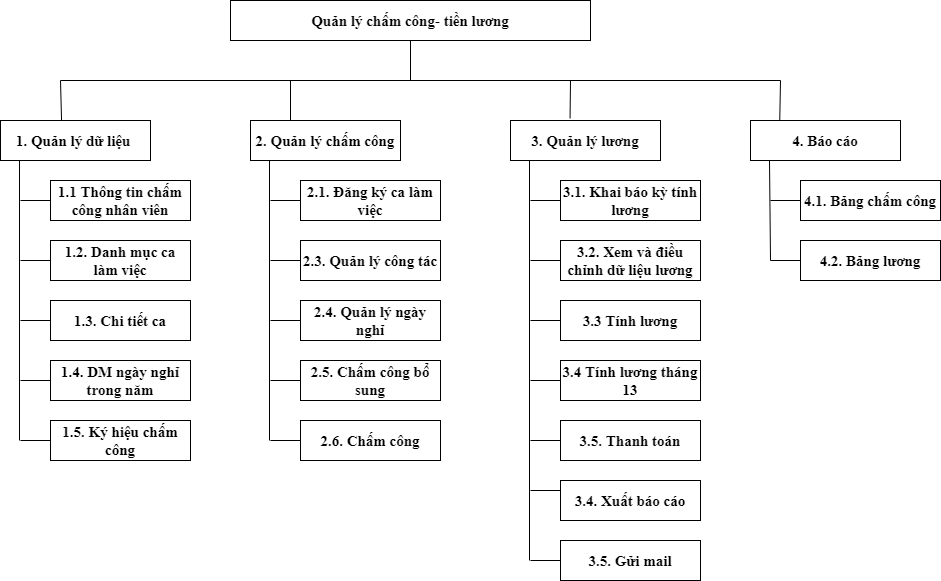 Quản lý chấm công- tiền lương
1. Quản lý dữ liệu
2. Quản lý chấm công
3. Quản lý lương
4. Báo cáo
1.1 Thông tin chấm
công nhân viên
1.2. Danh mục ca
làm việc
1.3. Chi tiết ca
1.4. DM ngày nghỉ
trong năm
1.5. Ký hiệu chấm
công
2.1. Đăng ký ca làm
việc
2.3. Quản lý công tác
2.4. Quản lý ngày
nghỉ
2.5. Chấm công bổ
sung
2.6. Chấm công
3.1. Khai báo kỳ tính
lương
3.2. Xem và điều
chỉnh dữ liệu lương
3.3 Tính lương
3.4 Tính lương tháng
13
3.5. Thanh toán
3.4. Xuất báo cáo
3.5. Gửi mail
4.1. Bảng chấm công
4.2. Bảng lương